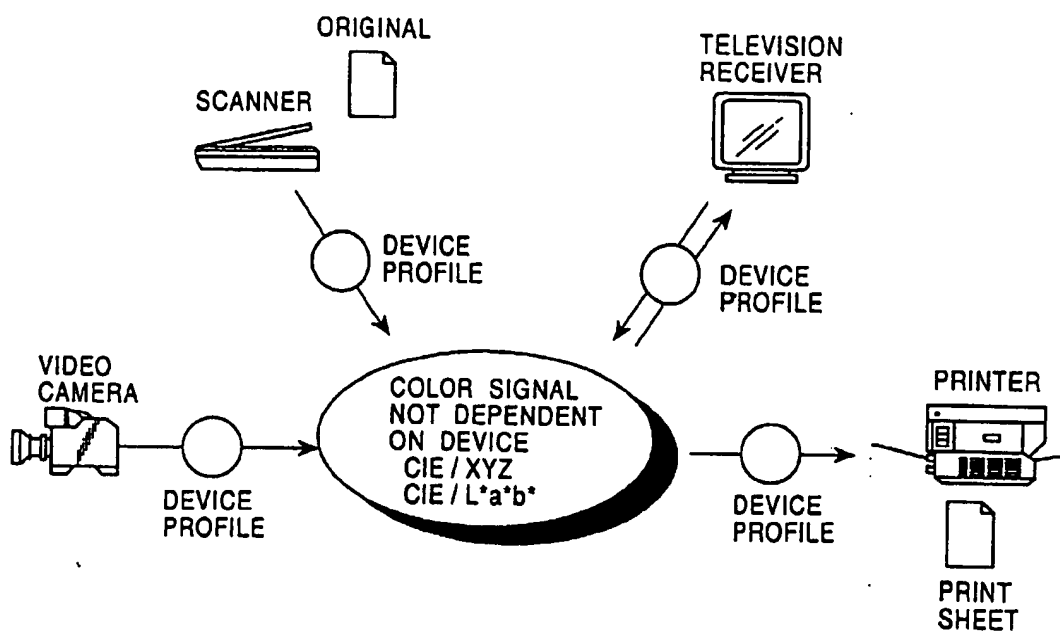 ORIGINAL
SCANNER
TELEVISION
RECEIVER
DEVICE
PROFILE
DEVICE
PROFILE
VIDEO
CAMERA
DEVICE
PROFILE
COLOR SIGNAL
NOT DEPENDENT
ON DEVICE
CIE / XYZ
CIE / L*a*b*
DEVICE
PROFILE
PRINTER
PRINT
SHEET